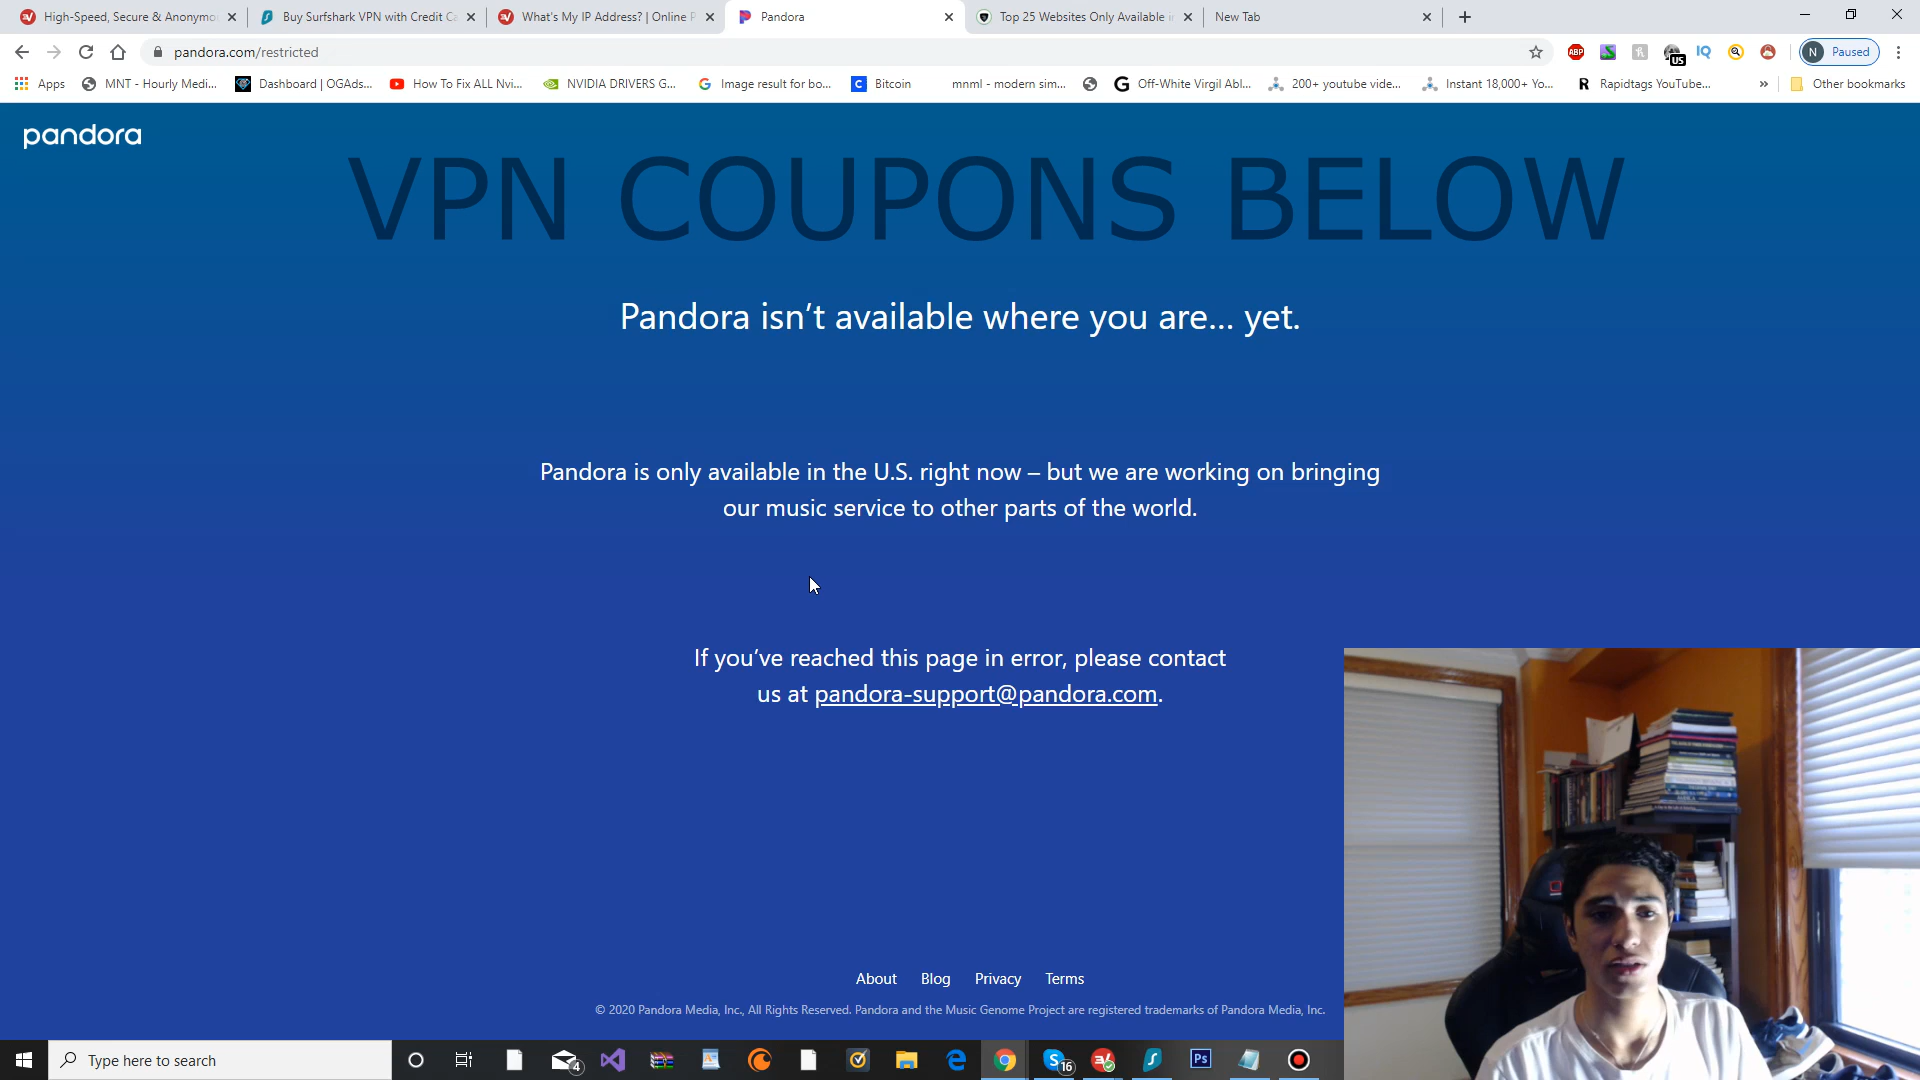 High-Speed, Secure & Anonymo
Buy Surfshark VPN with Credit Ca
What's My IP Address? | Online P
Pandora
Top 25 Websites Only Available i
New Tab
pandora.com/restricted
ABP
US
IQ
N Paused
Apps
MNT - Hourly Medi...
Dashboard | OGAds...
How To Fix ALL Nvi...
NVIDIA DRIVERS G...
Image result for bo...
Bitcoin
mnml - modern sim...
Off-White Virgil Abl...
200+ youtube vide...
Instant 18,000+ Yo...
Rapidtags YouTube...
»
Other bookmarks
pandora
VPN COUPONS BELOW
Pandora isn't available where you are... yet.
Pandora is only available in the U.S. right now – but we are working on bringing
our music service to other parts of the world.
If you've reached this page in error, please contact
us at pandora-support@pandora.com.
About Blog Privacy Terms
© 2020 Pandora Media, Inc., All Rights Reserved. Pandora and the Music Genome Project are registered trademarks of Pandora Media, Inc.
Type here to search
4
16
Ps